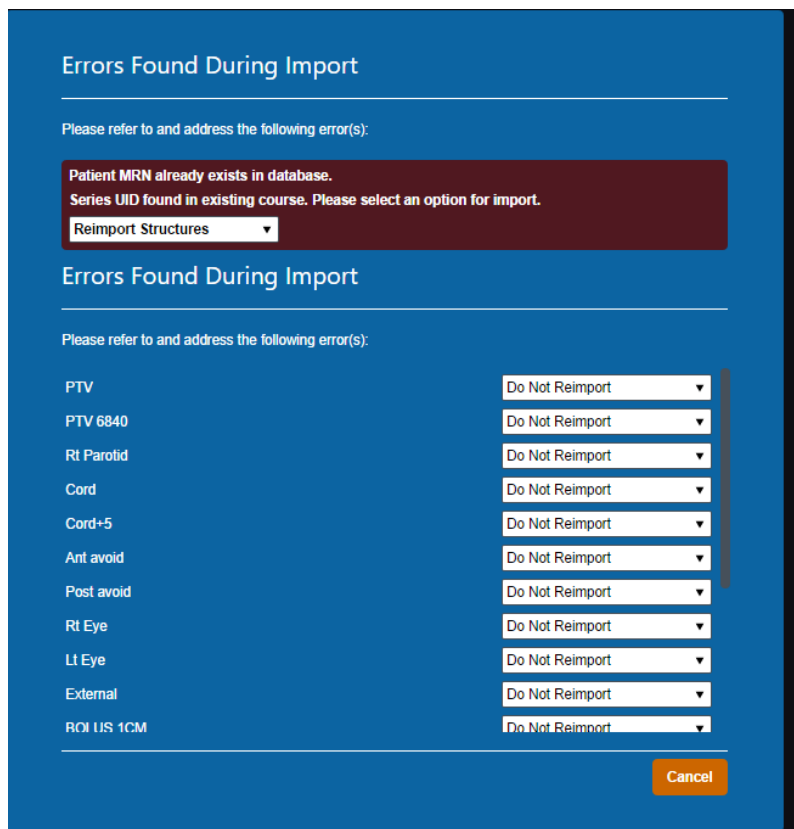 Errors Found During Import
Please refer to and address the following error(s):
Patient MRN already exists in database.
Series UID found in existing course. Please select an option for import.
Reimport Structures
Errors Found During Import
Please refer to and address the following error(s):
PTV Do Not Reimport
PTV 6840 Do Not Reimport
Rt Parotid Do Not Reimport
Cord Do Not Reimport
Cord+5 Do Not Reimport
Ant avoid Do Not Reimport
Post avoid Do Not Reimport
Rt Eye Do Not Reimport
Lt Eye Do Not Reimport
External Do Not Reimport
BOLUS 1CM Do Not Reimport
Cancel